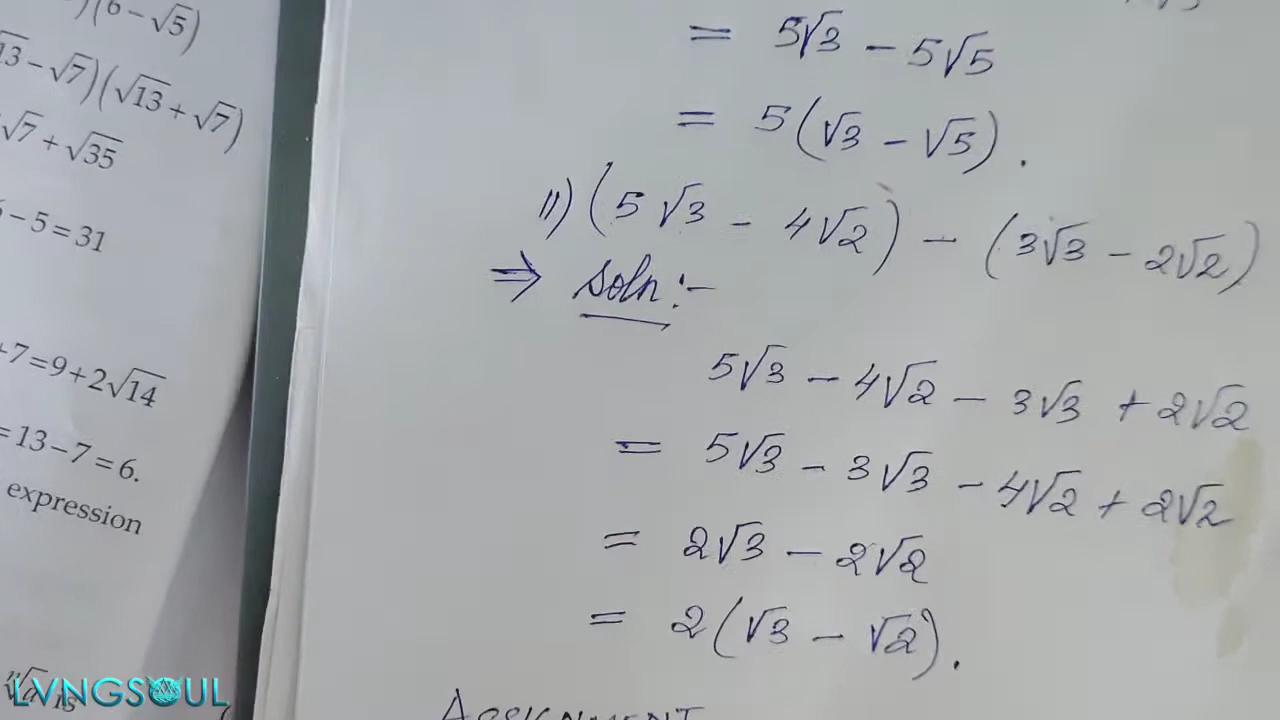 )(6 − √5)
√13 − √7)(√13 + √7)
√7 + √35
− 5 = 31
+7 = 9 + 2√14
= 13 − 7 = 6.
expression
= 5√3 − 5√5
= 5(√3 − √5).
II) (5√3 − 4√2) − (3√3 − 2√2)
⇒ Soln:-
5√3 − 4√2 − 3√3 + 2√2
= 5√3 − 3√3 − 4√2 + 2√2
= 2√3 − 2√2
= 2(√3 − √2).
ASSIGNMENT
LVNGSOUL